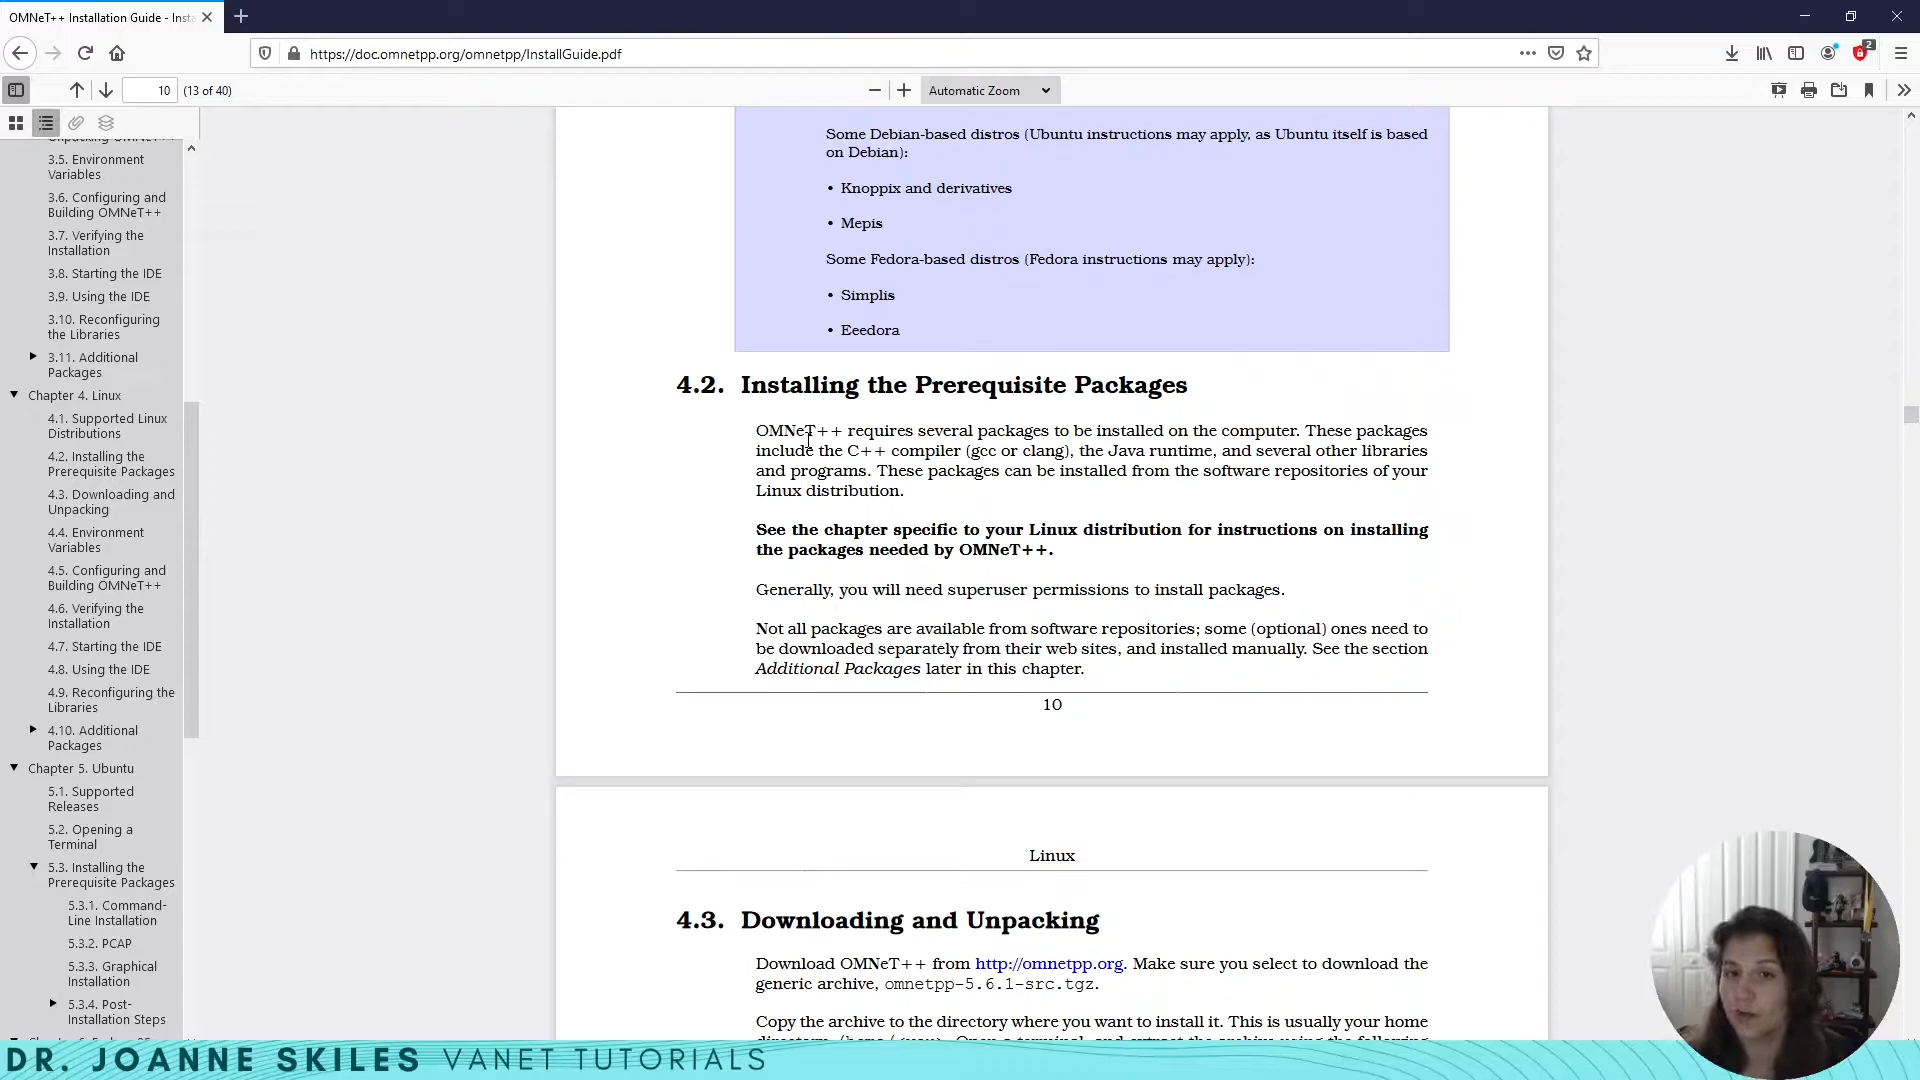 OMNeT++ Installation Guide - Inst
https://doc.omnetpp.org/omnetpp/InstallGuide.pdf
2
10
(13 of 40)
Automatic Zoom
Unpacking OMNeT++
3.5. Environment
Variables
3.6. Configuring and
Building OMNeT++
3.7. Verifying the
Installation
3.8. Starting the IDE
3.9. Using the IDE
3.10. Reconfiguring
the Libraries
3.11. Additional
Packages
Chapter 4. Linux
4.1. Supported Linux
Distributions
4.2. Installing the
Prerequisite Packages
4.3. Downloading and
Unpacking
4.4. Environment
Variables
4.5. Configuring and
Building OMNeT++
4.6. Verifying the
Installation
4.7. Starting the IDE
4.8. Using the IDE
4.9. Reconfiguring the
Libraries
4.10. Additional
Packages
Chapter 5. Ubuntu
5.1. Supported
Releases
5.2. Opening a
Terminal
5.3. Installing the
Prerequisite Packages
5.3.1. Command-
Line Installation
5.3.2. PCAP
5.3.3. Graphical
Installation
5.3.4. Post-
Installation Steps
Some Debian-based distros (Ubuntu instructions may apply, as Ubuntu itself is based
on Debian):
• Knoppix and derivatives
• Mepis
Some Fedora-based distros (Fedora instructions may apply):
• Simplis
• Eeedora
4.2. Installing the Prerequisite Packages
OMNeT++ requires several packages to be installed on the computer. These packages
include the C++ compiler (gcc or clang), the Java runtime, and several other libraries
and programs. These packages can be installed from the software repositories of your
Linux distribution.
See the chapter specific to your Linux distribution for instructions on installing
the packages needed by OMNeT++.
Generally, you will need superuser permissions to install packages.
Not all packages are available from software repositories; some (optional) ones need to
be downloaded separately from their web sites, and installed manually. See the section
Additional Packages later in this chapter.
10
Linux
4.3. Downloading and Unpacking
Download OMNeT++ from http://omnetpp.org. Make sure you select to download the
generic archive, omnetpp-5.6.1-src.tgz.
Copy the archive to the directory where you want to install it. This is usually your home
DR. JOANNE SKILES VANET TUTORIALS